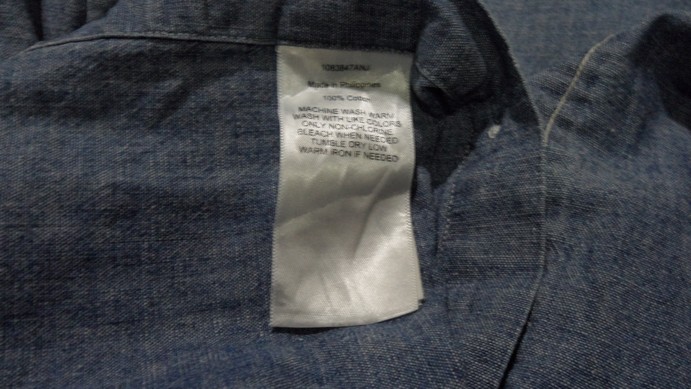 Made in Philippines
100% Cotton
MACHINE WASH WARM
WASH WITH LIKE COLORS
ONLY NON-CHLORINE
BLEACH WHEN NEEDED
TUMBLE DRY LOW
WARM IRON IF NEEDED